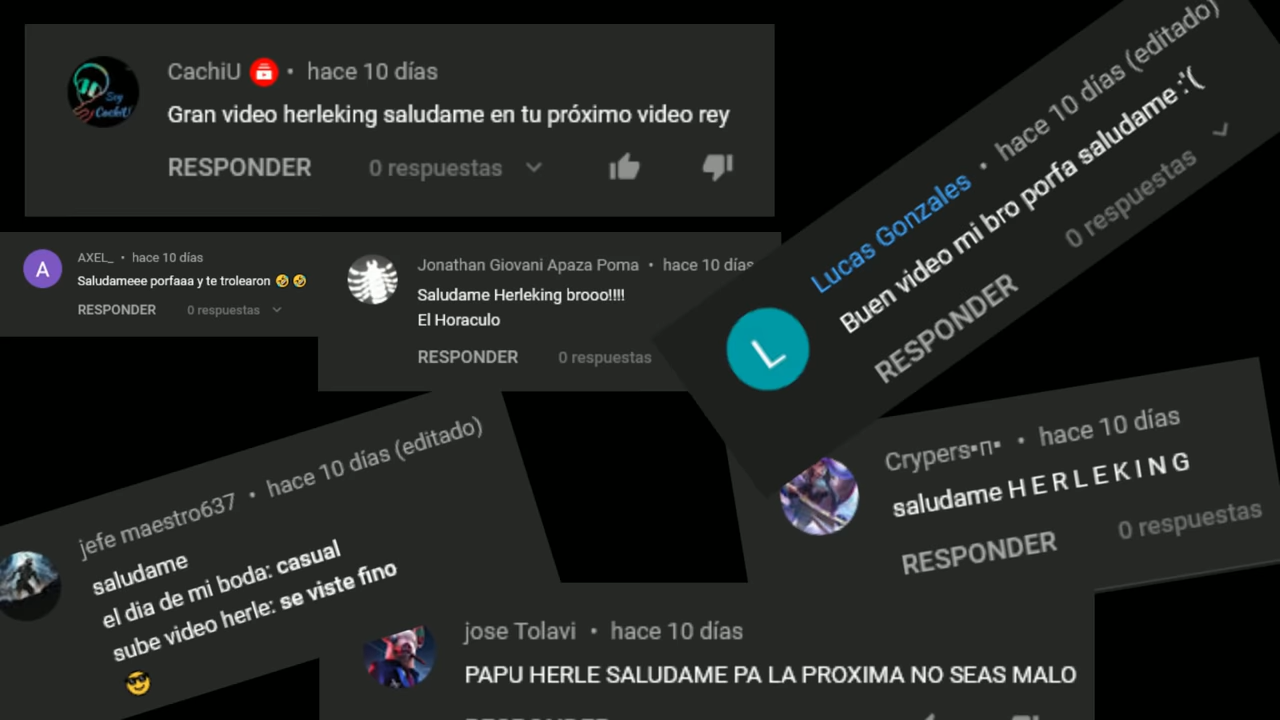 CachiU • hace 10 días
Gran video herleking saludame en tu próximo video rey
RESPONDER 0 respuestas
Soy CachiU
Lucas Gonzales • hace 10 días (editado)
Buen video mi bro porfa saludame :'(
RESPONDER 0 respuestas
L
A
AXEL_ • hace 10 días
Saludameee porfaaa y te trolearon 🤣🤣
RESPONDER 0 respuestas
Jonathan Giovani Apaza Poma • hace 10 días
Saludame Herleking brooo!!!!
El Horaculo
RESPONDER 0 respuestas
Crypers▪n▪ • hace 10 días
saludame H E R L E K I N G
RESPONDER 0 respuestas
jefe maestro637 • hace 10 días (editado)
saludame
el dia de mi boda: casual
sube video herle: se viste fino
😎
jose Tolavi • hace 10 días
PAPU HERLE SALUDAME PA LA PROXIMA NO SEAS MALO